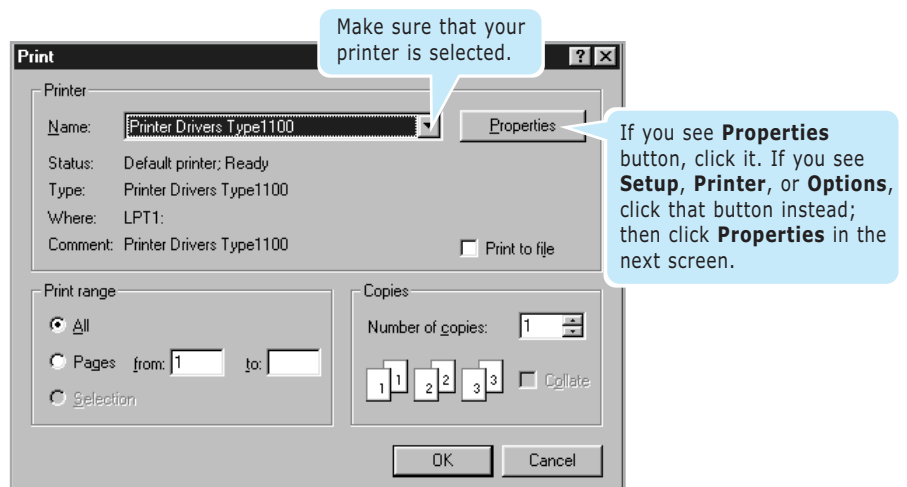 Make sure that your
printer is selected.
Print
Printer
Name: Printer Drivers Type1100 Properties
Status: Default printer; Ready
Type: Printer Drivers Type1100
Where: LPT1:
Comment: Printer Drivers Type1100 Print to file
If you see Properties
button, click it. If you see
Setup, Printer, or Options,
click that button instead;
then click Properties in the
next screen.
Print range
All
Pages from: 1 to:
Selection
Copies
Number of copies: 1
1 1 2 2 3 3 Collate
OK Cancel